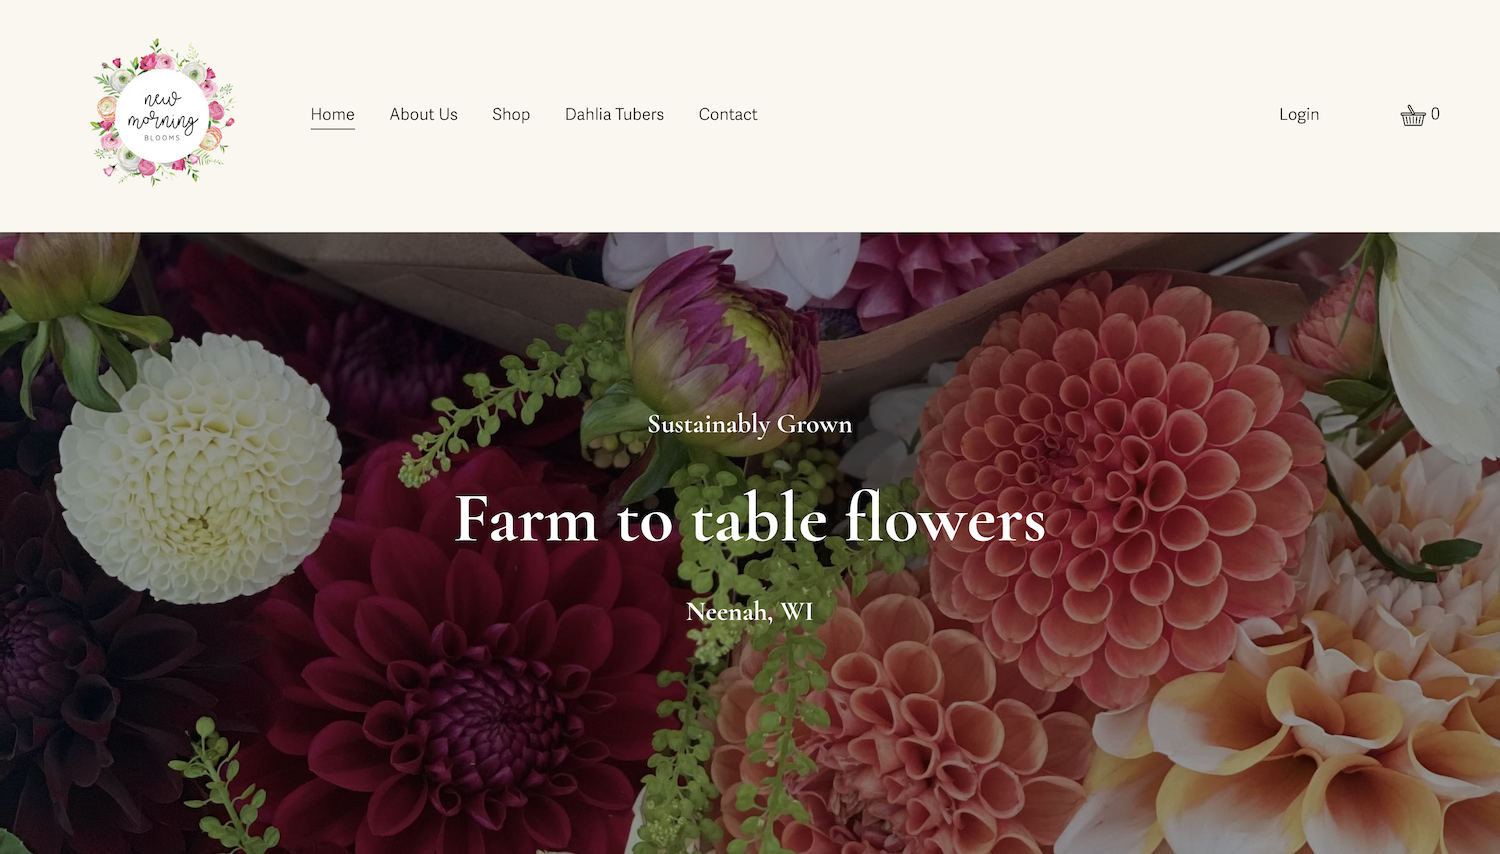 new
morning
BLOOMS
Home About Us Shop Dahlia Tubers Contact Login 0
Sustainably Grown
Farm to table flowers
Neenah, WI